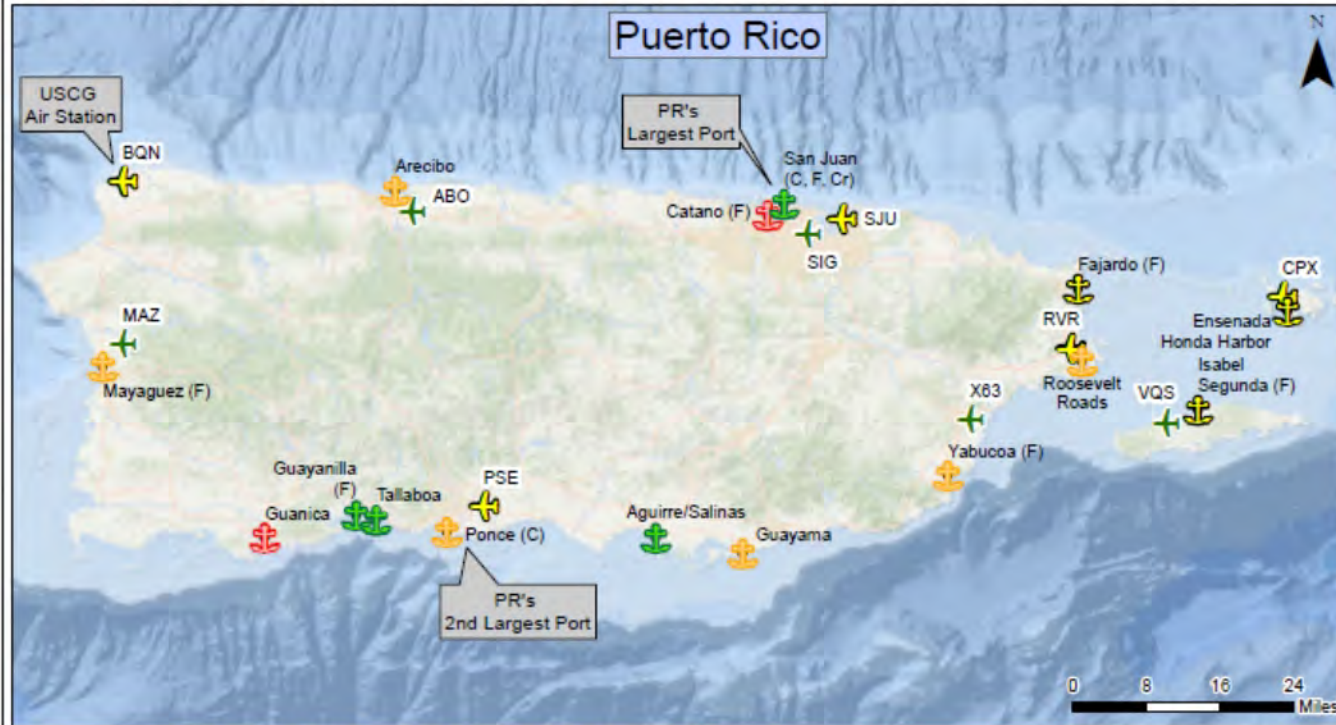 Puerto Rico
N
USCG
Air Station
BQN
PR's
Largest Port
Arecibo
ABO
San Juan
(C, F, Cr)
Catano (F)
SJU
SIG
Fajardo (F)
CPX
MAZ
RVR
Ensenada
Honda Harbor
Mayaguez (F)
Roosevelt
Roads
Isabel
Segunda (F)
X63
VQS
Yabucoa (F)
Guayanilla
(F)
Tallaboa
PSE
Guanica
Ponce (C)
Aguirre/Salinas
Guayama
PR's
2nd Largest Port
0 8 16 24
Miles